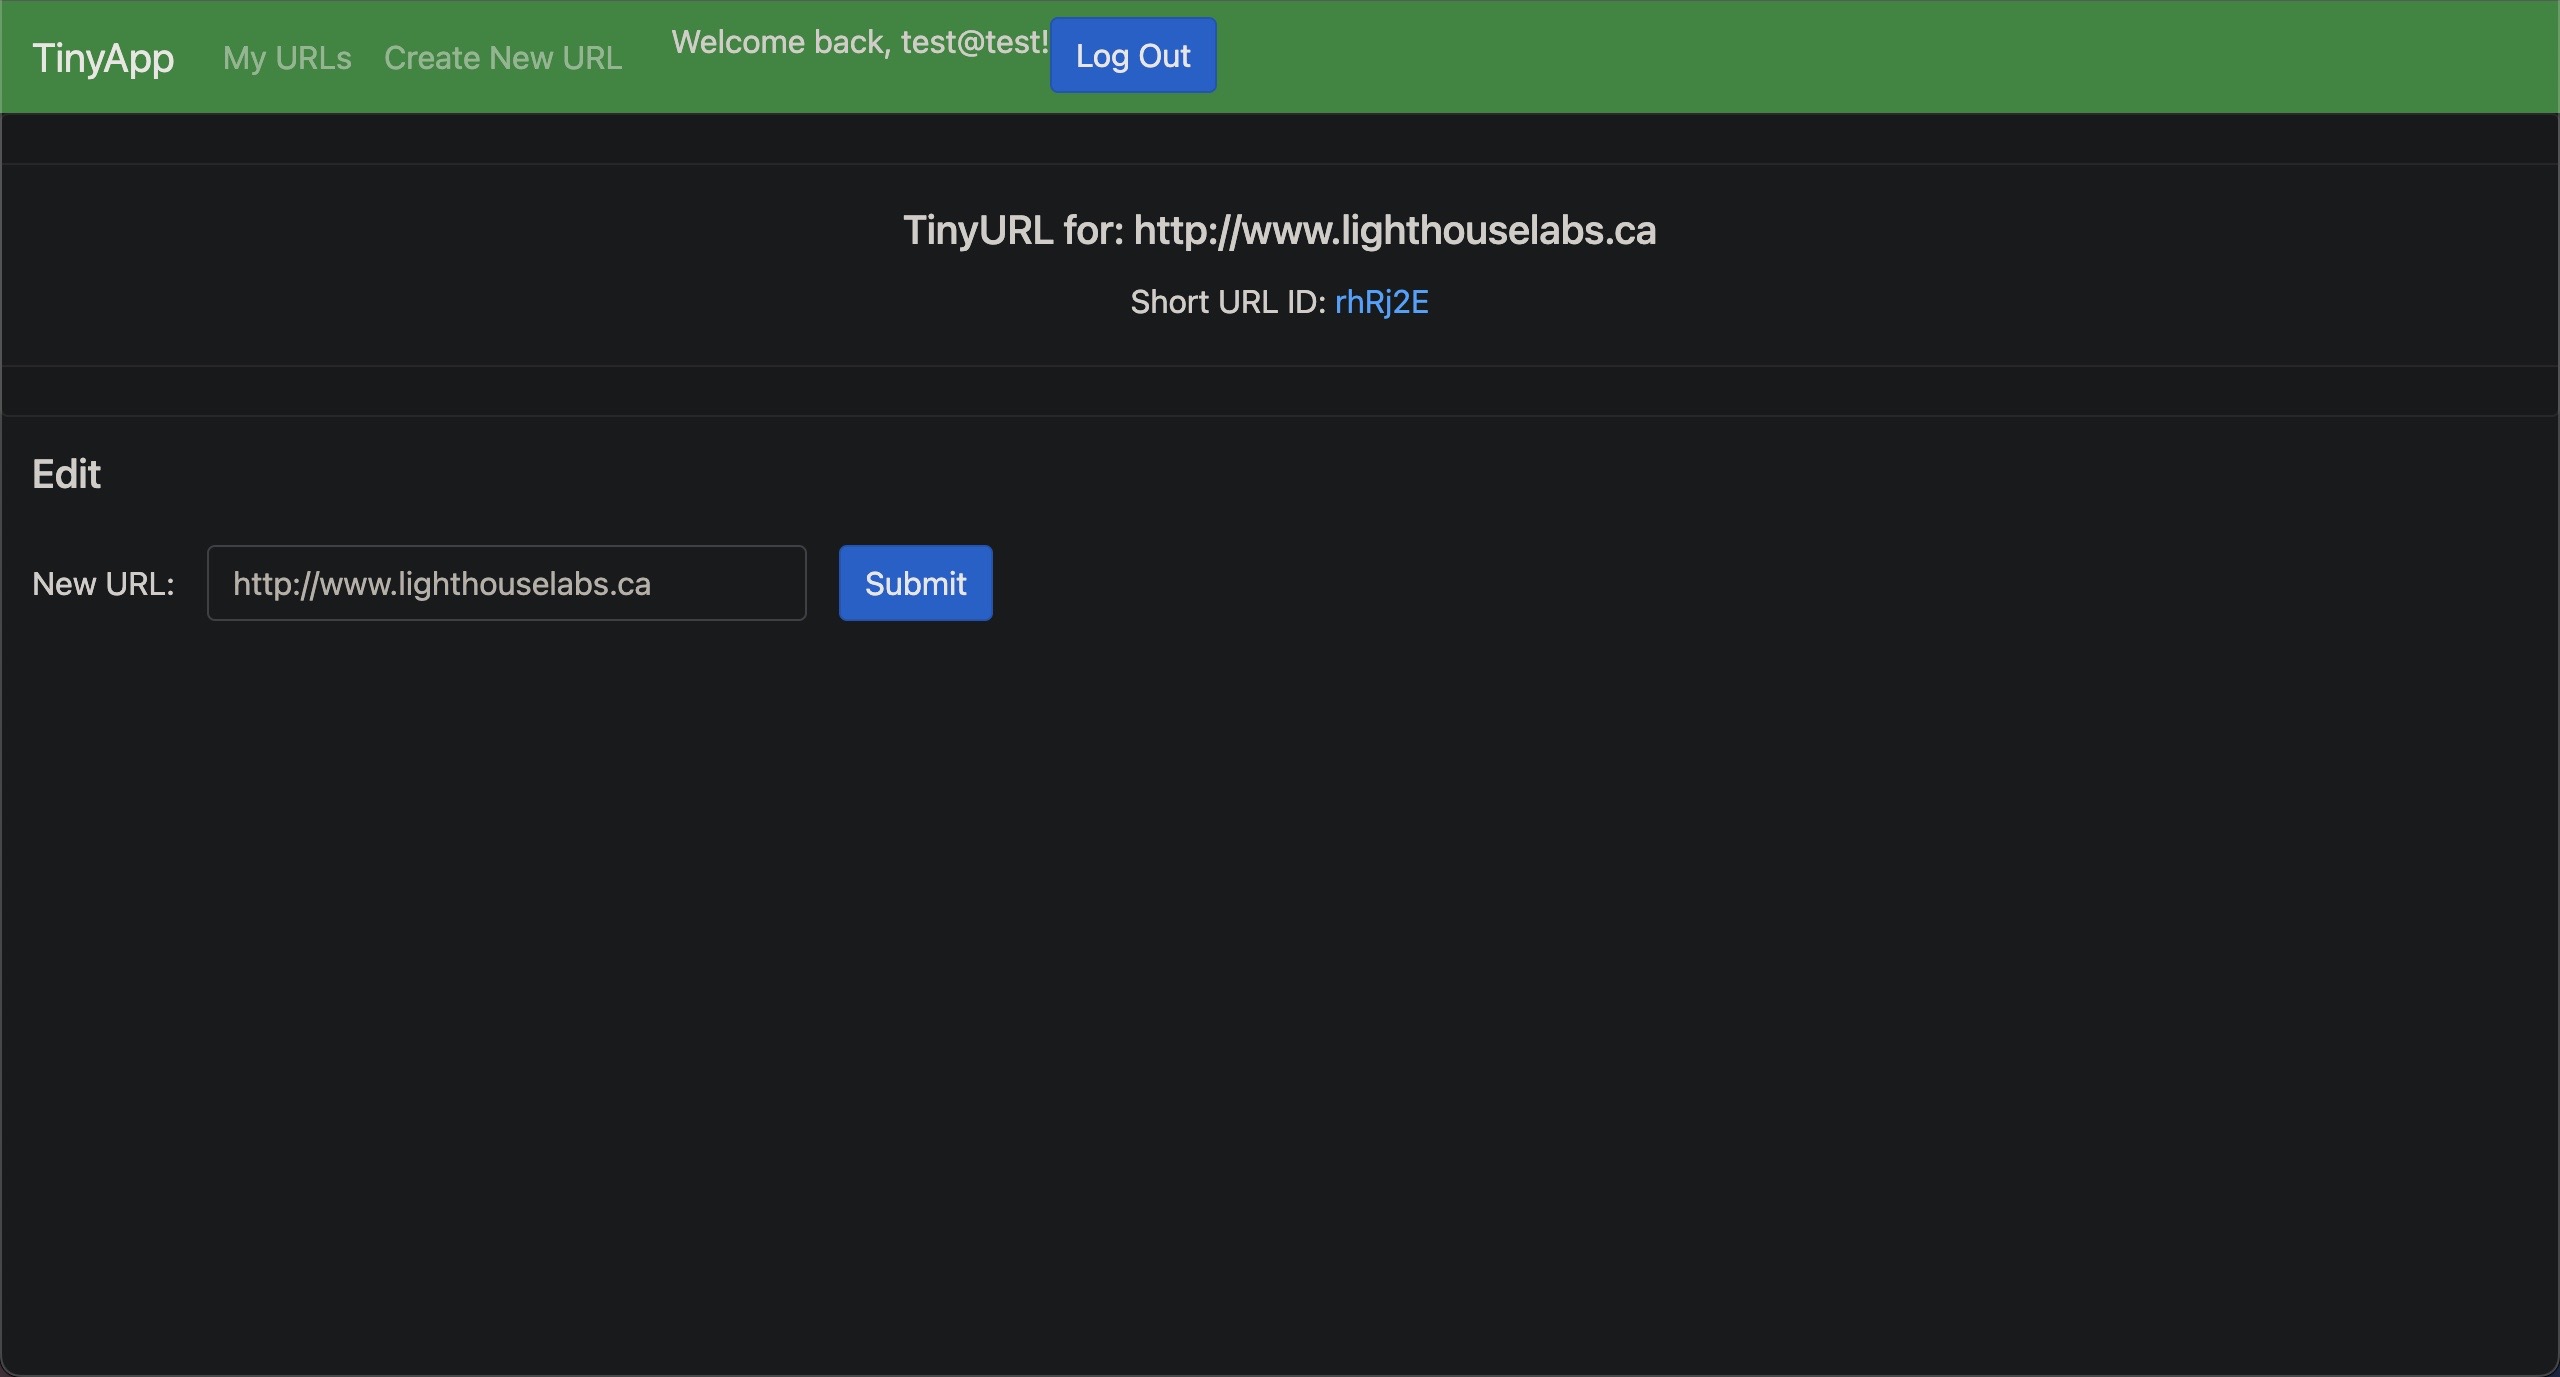 TinyApp My URLs Create New URL Welcome back, test@test! Log Out
TinyURL for: http://www.lighthouselabs.ca
Short URL ID: rhRj2E
Edit
New URL: http://www.lighthouselabs.ca Submit